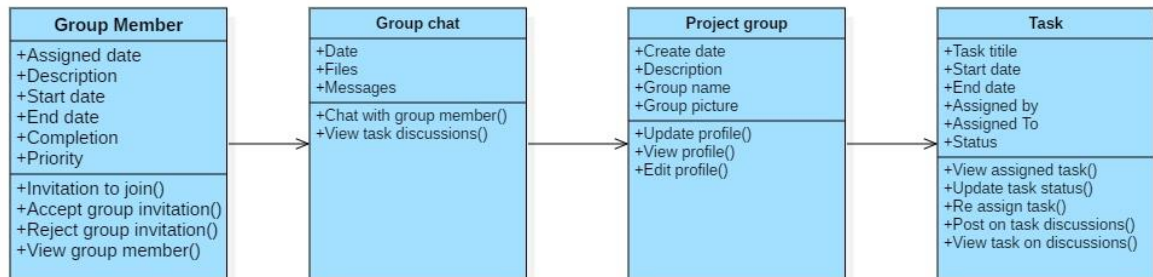 Group Member
+Assigned date
+Description
+Start date
+End date
+Completion
+Priority
+Invitation to join()
+Accept group invitation()
+Reject group invitation()
+View group member()
Group chat
+Date
+Files
+Messages
+Chat with group member()
+View task discussions()
Project group
+Create date
+Description
+Group name
+Group picture
+Update profile()
+View profile()
+Edit profile()
Task
+Task titile
+Start date
+End date
+Assigned by
+Assigned To
+Status
+View assigned task()
+Update task status()
+Re assign task()
+Post on task discussions()
+View task on discussions()